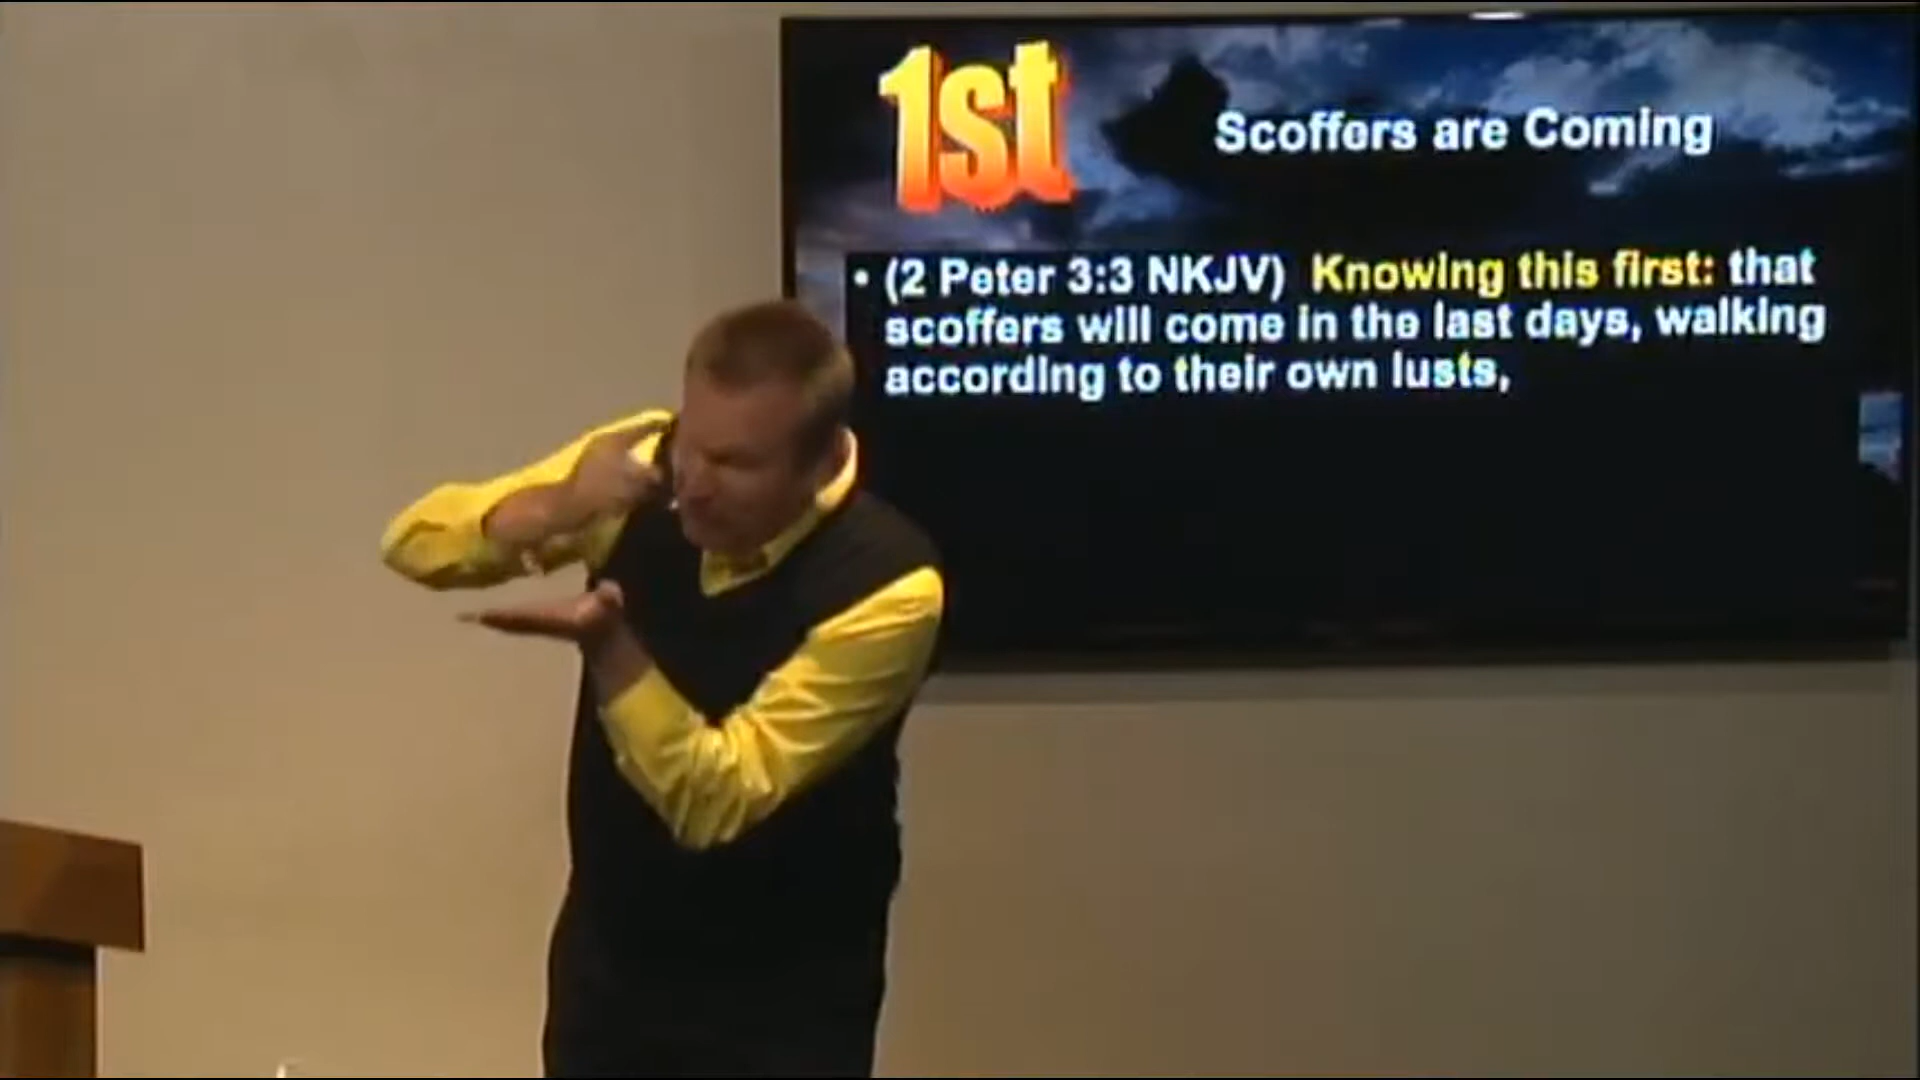 1st
Scoffers are Coming
• (2 Peter 3:3 NKJV) Knowing this first: that
scoffers will come in the last days, walking
according to their own lusts,